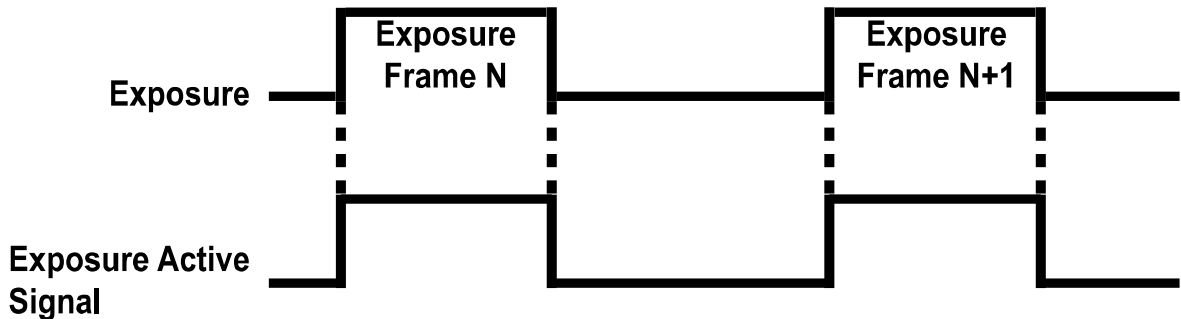 Exposure
Frame N
Exposure
Frame N+1
Exposure
Exposure Active
Signal